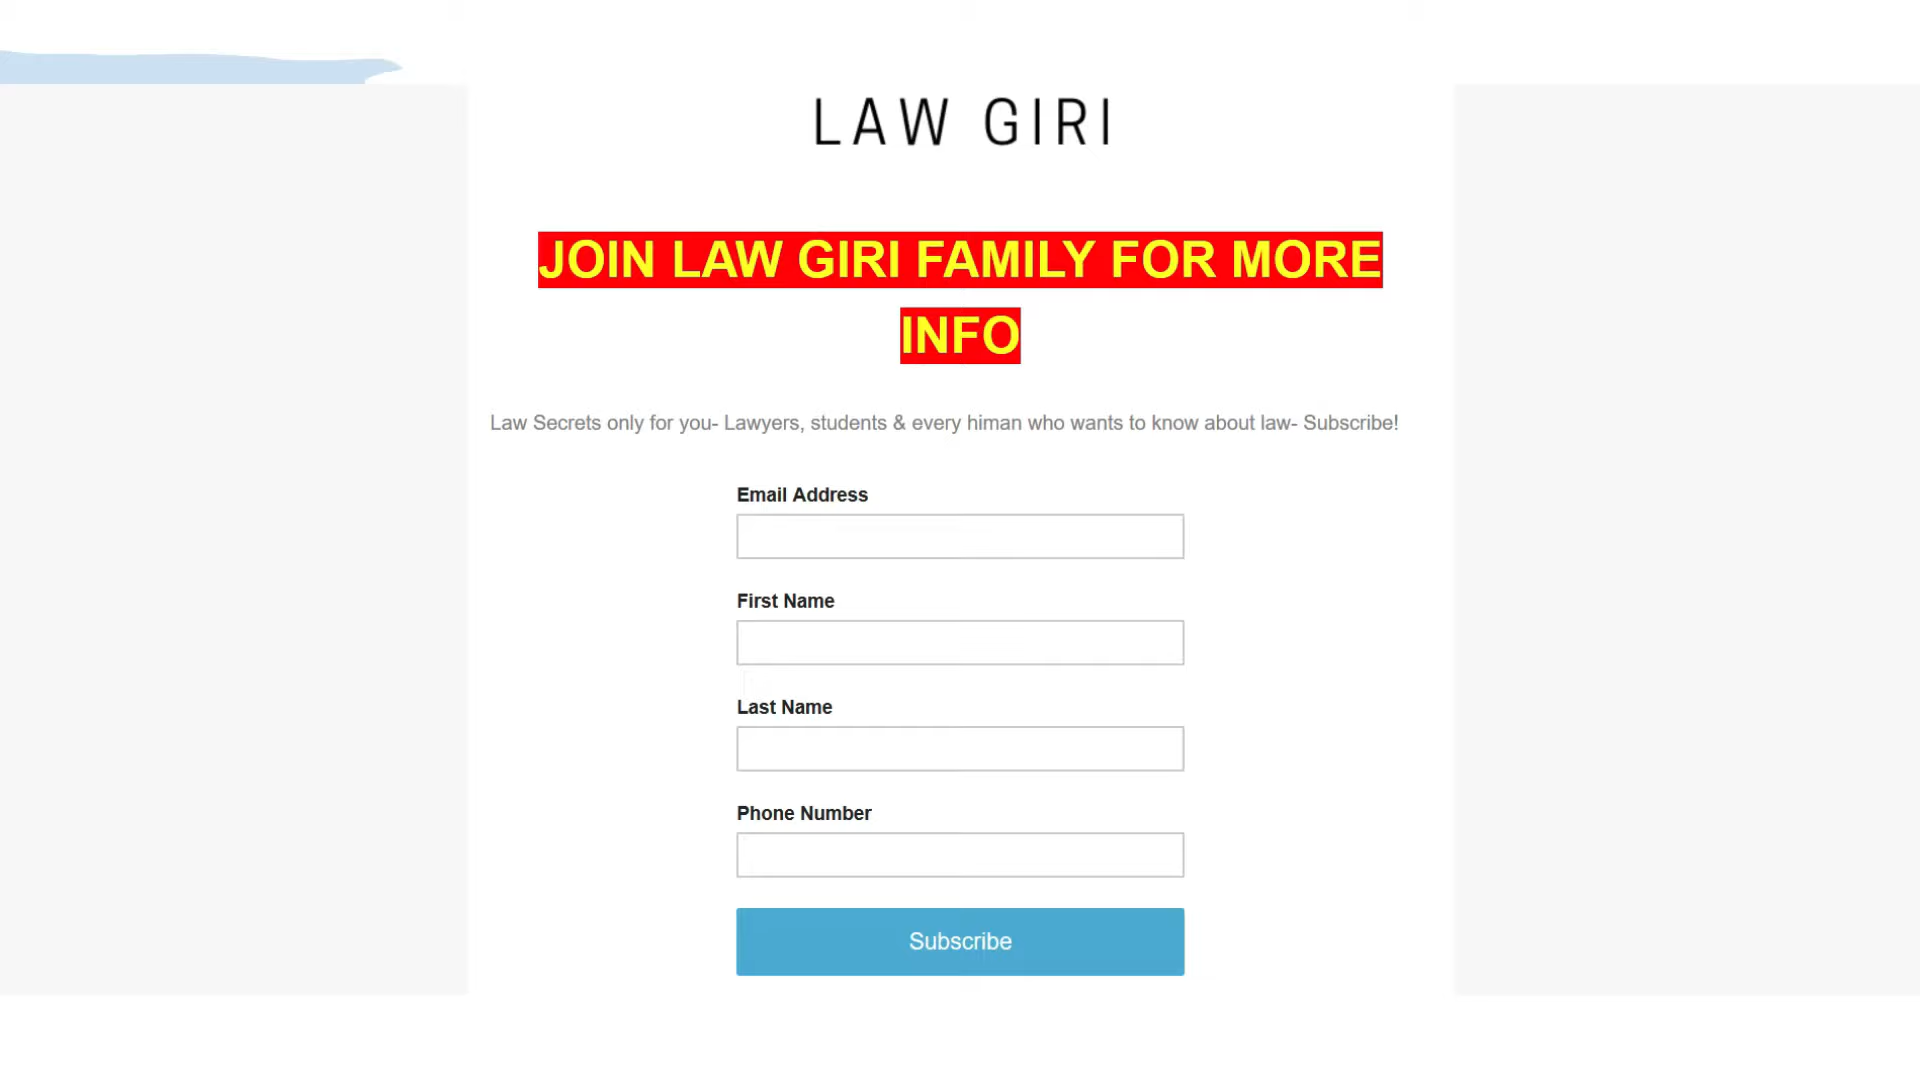 LAW GIRI
JOIN LAW GIRI FAMILY FOR MORE
INFO
Law Secrets only for you- Lawyers, students & every himan who wants to know about law- Subscribe!
Email Address
First Name
Last Name
Phone Number
Subscribe